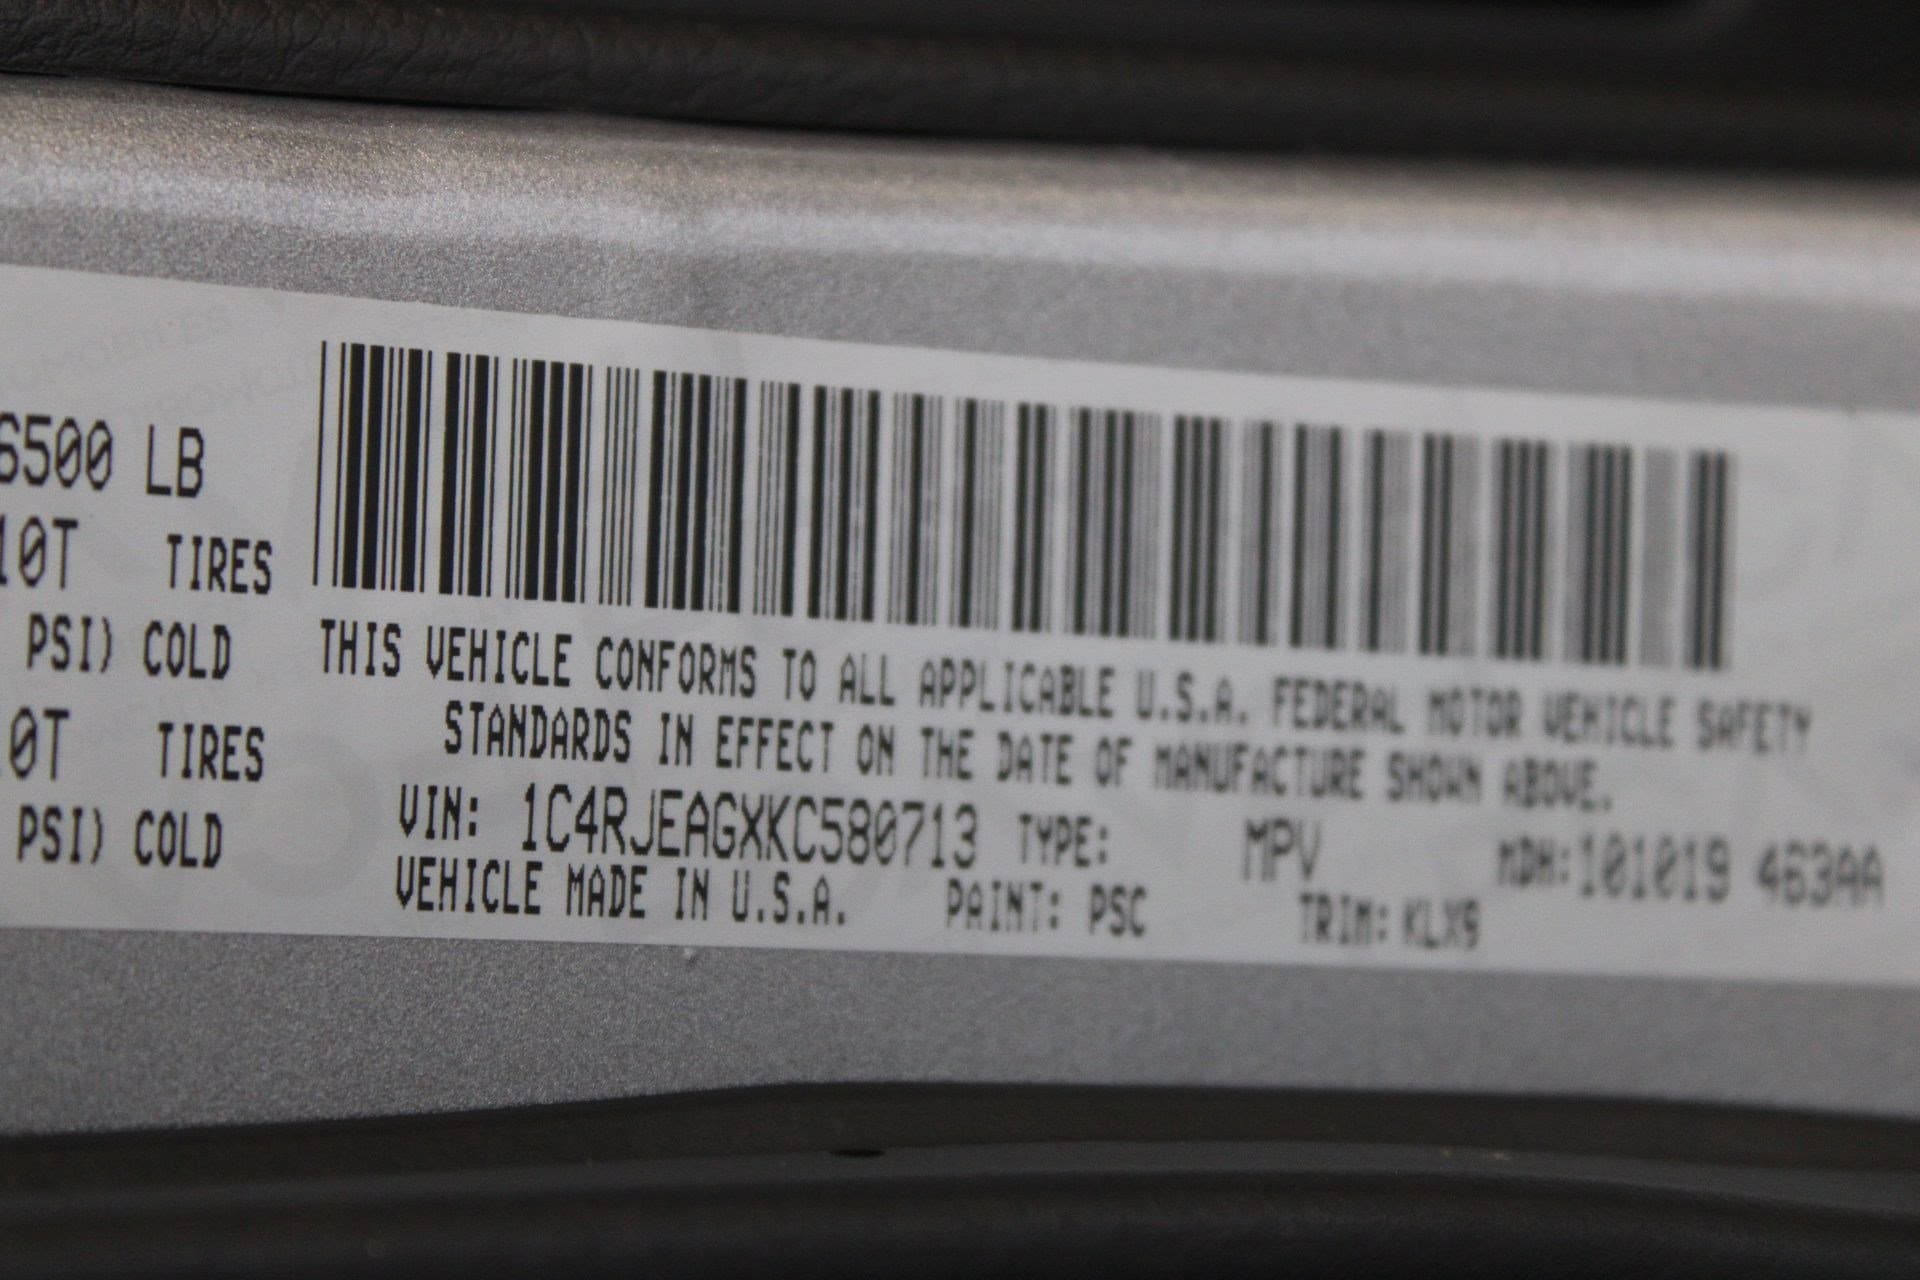 6500 LB
10T TIRES
PSI) COLD
0T TIRES
PSI) COLD
THIS VEHICLE CONFORMS TO ALL APPLICABLE U.S.A. FEDERAL MOTOR VEHICLE SAFETY
STANDARDS IN EFFECT ON THE DATE OF MANUFACTURE SHOWN ABOVE.
VIN: 1C4RJEAGXKC580713 TYPE: MPV MDH:101019 463AA
VEHICLE MADE IN U.S.A. PAINT: PSC TRIM: KLX9